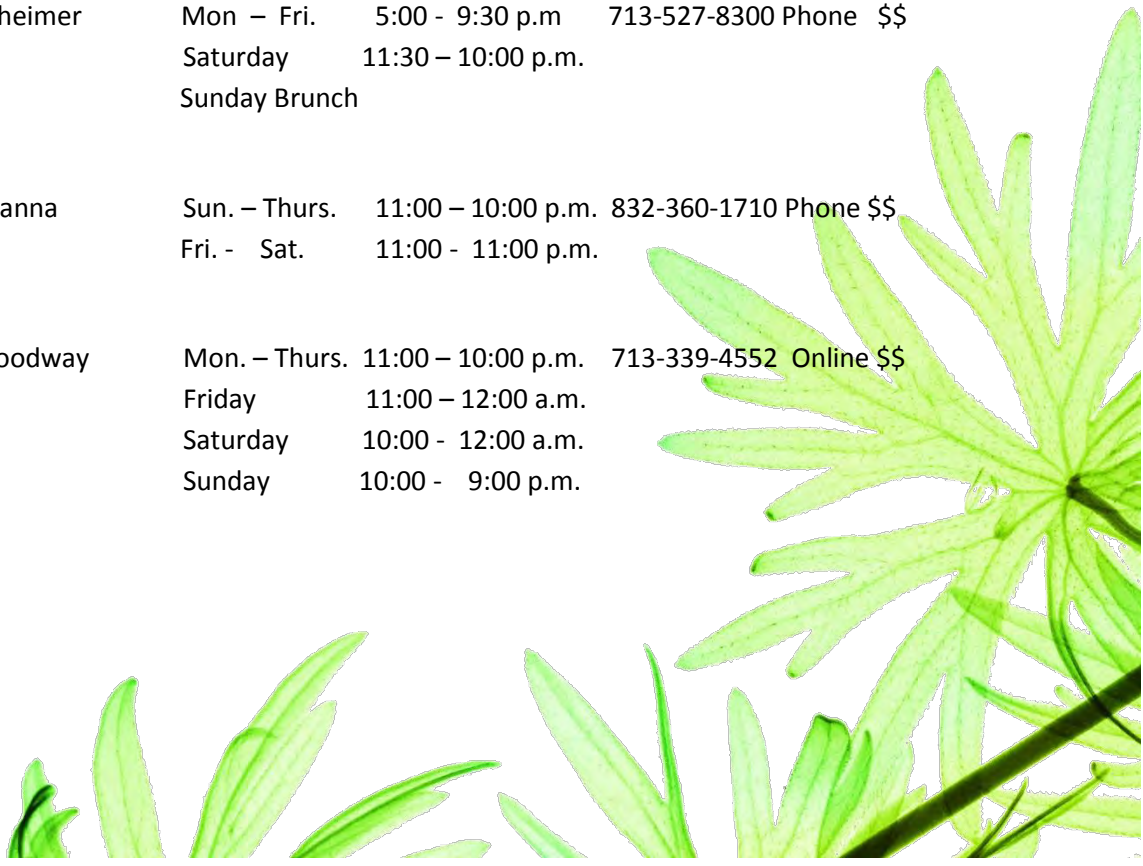 heimer Mon – Fri. 5:00 - 9:30 p.m 713-527-8300 Phone $$
Saturday 11:30 – 10:00 p.m.
Sunday Brunch
anna Sun. – Thurs. 11:00 – 10:00 p.m. 832-360-1710 Phone $$
Fri. - Sat. 11:00 - 11:00 p.m.
oodway Mon. – Thurs. 11:00 – 10:00 p.m. 713-339-4552 Online $$
Friday 11:00 – 12:00 a.m.
Saturday 10:00 - 12:00 a.m.
Sunday 10:00 - 9:00 p.m.